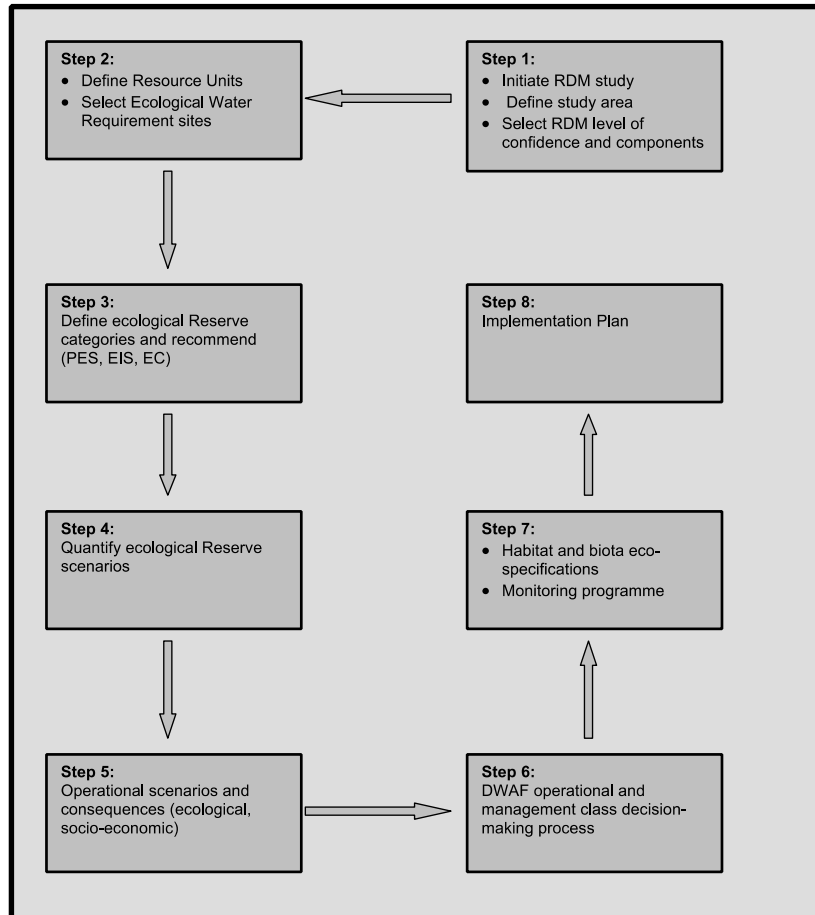 Step 1:
• Initiate RDM study
• Define study area
• Select RDM level of
confidence and components
Step 2:
• Define Resource Units
• Select Ecological Water
Requirement sites
Step 3:
Define ecological Reserve
categories and recommend
(PES, EIS, EC)
Step 4:
Quantify ecological Reserve
scenarios
Step 5:
Operational scenarios and
consequences (ecological,
socio-economic)
Step 6:
DWAF operational and
management class decision-
making process
Step 7:
• Habitat and biota eco-
specifications
• Monitoring programme
Step 8:
Implementation Plan